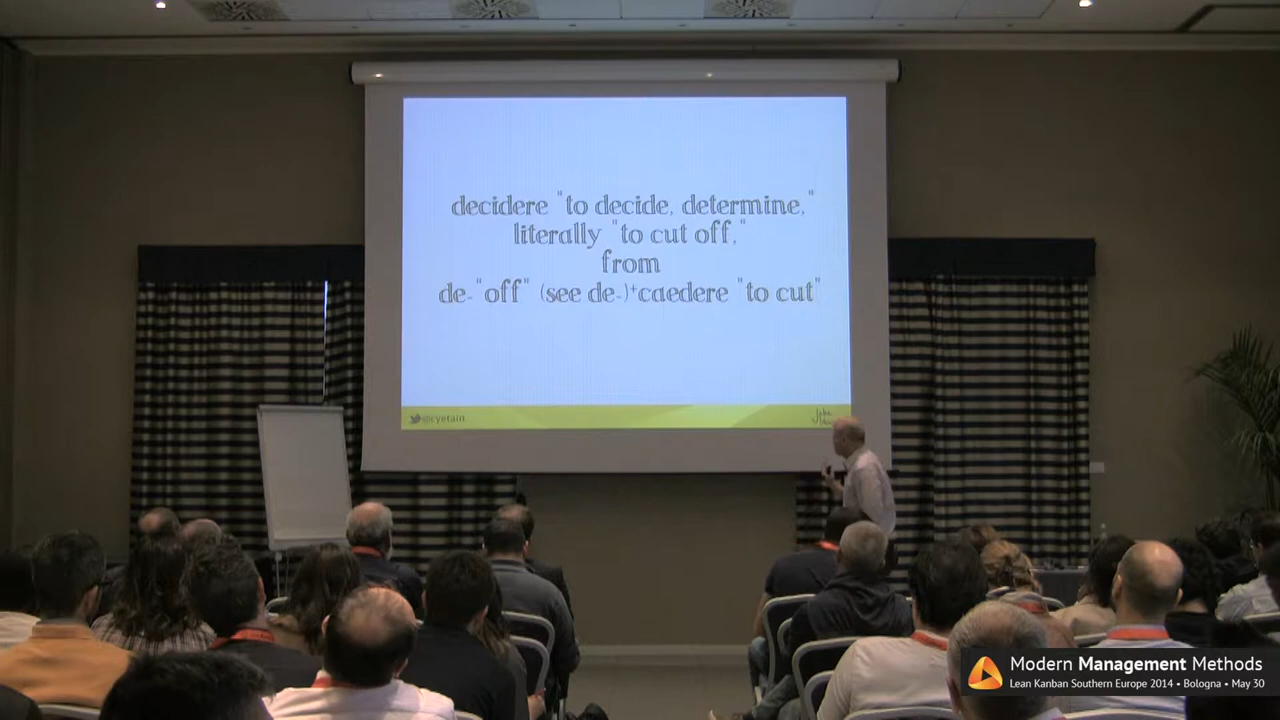 decidere "to decide, determine,"
literally "to cut off,"
from
de-"off" (see de-)+caedere "to cut"
@cyetain
Modern Management Methods
Lean Kanban Southern Europe 2014 • Bologna • May 30